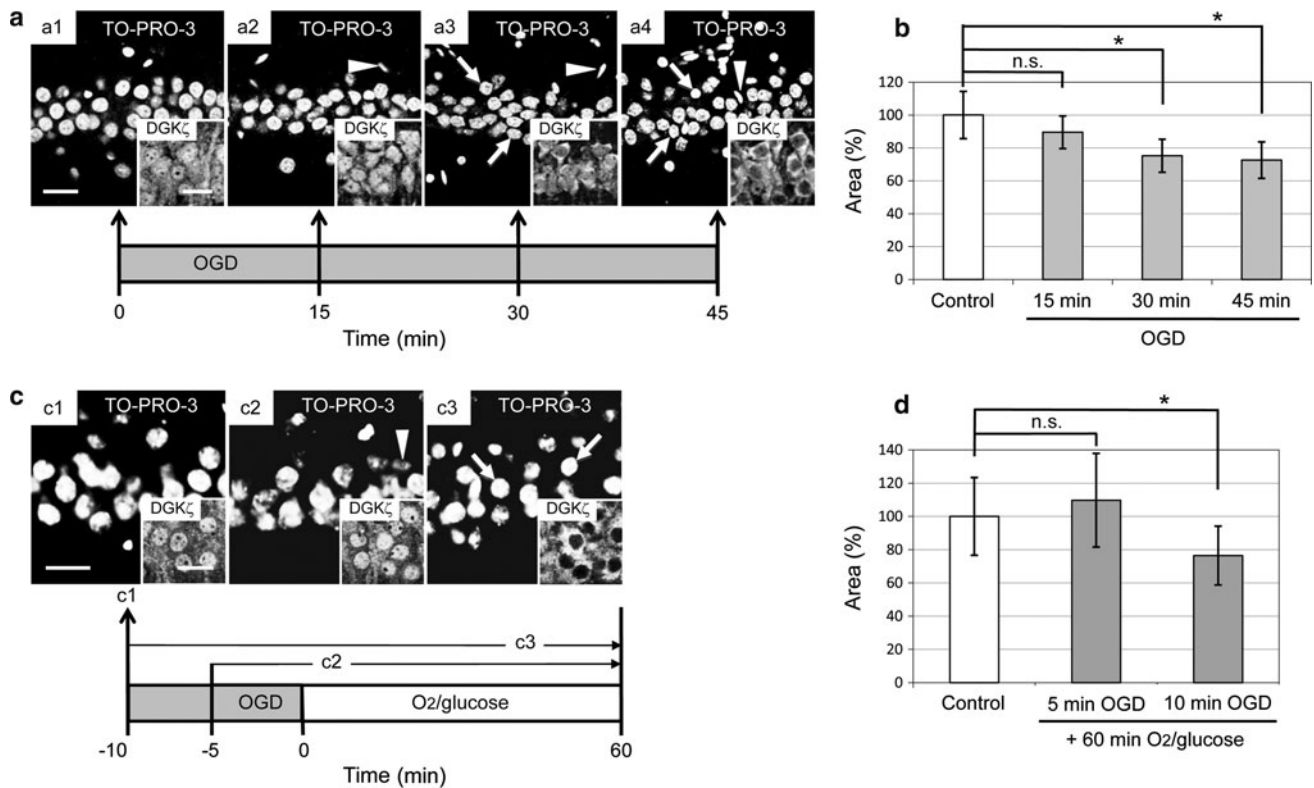 a
a1 TO-PRO-3
a2 TO-PRO-3
a3 TO-PRO-3
a4 TO-PRO-3
DGKζ
DGKζ
DGKζ
DGKζ
OGD
0 15 30 45
Time (min)
b
*
*
n.s.
Area (%)
120
100
80
60
40
20
0
Control 15 min 30 min 45 min
OGD
c
c1 TO-PRO-3
c2 TO-PRO-3
c3 TO-PRO-3
DGKζ
DGKζ
DGKζ
c1
c3
c2
OGD O2/glucose
-10 -5 0 60
Time (min)
d
*
n.s.
Area (%)
140
120
100
80
60
40
20
0
Control 5 min OGD 10 min OGD
+ 60 min O2/glucose